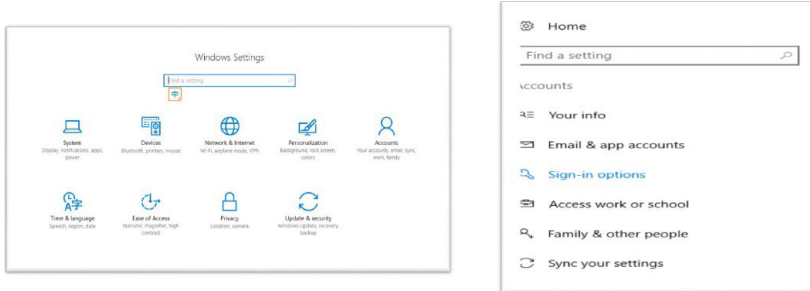 Windows Settings
Find a setting
中
System
Display, notifications, apps, power
Devices
Bluetooth, printers, mouse
Network & Internet
Wi-Fi, airplane mode, VPN
Personalization
Background, lock screen, colors
Accounts
Your accounts, email, sync, work, family
Time & language
Speech, region, date
Ease of Access
Narrator, magnifier, high contrast
Privacy
Location, camera
Update & security
Windows Update, recovery, backup
Home
Find a setting
Accounts
Your info
Email & app accounts
Sign-in options
Access work or school
Family & other people
Sync your settings